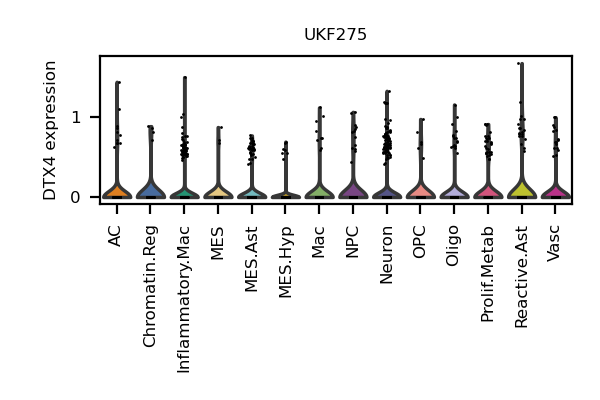 UKF275
DTX4 expression
1
0
AC
Chromatin.Reg
Inflammatory.Mac
MES
MES.Ast
MES.Hyp
Mac
NPC
Neuron
OPC
Oligo
Prolif.Metab
Reactive.Ast
Vasc